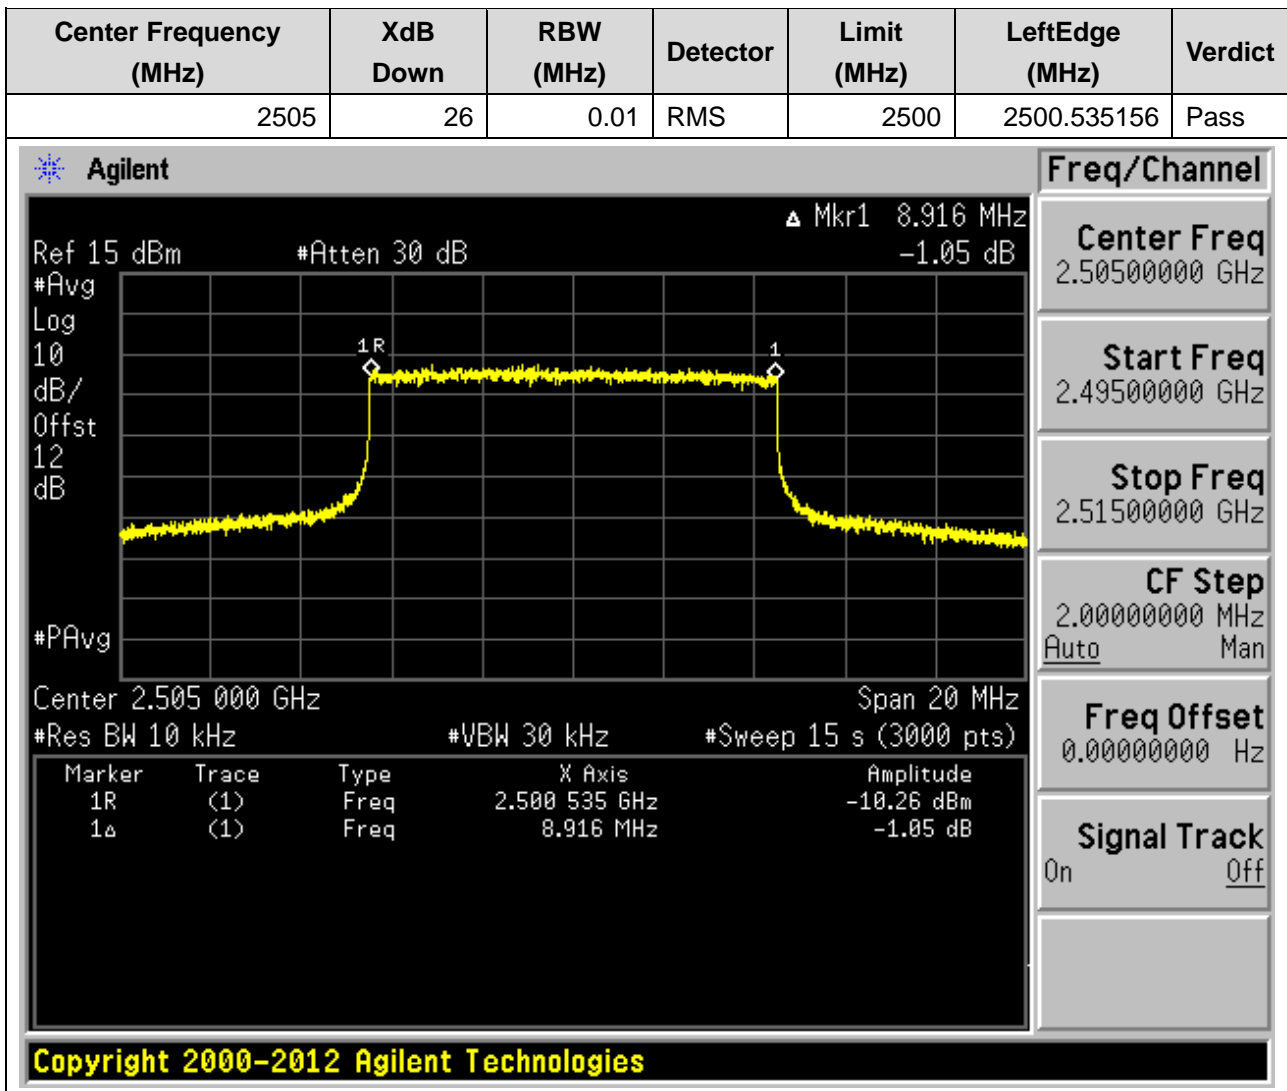 Center Frequency (MHz) XdB Down RBW (MHz) Detector Limit (MHz) LeftEdge (MHz) Verdict
2505 26 0.01 RMS 2500 2500.535156 Pass
Agilent
Freq/Channel
Δ Mkr1 8.916 MHz
Ref 15 dBm #Atten 30 dB -1.05 dB
#Avg
Log
10
dB/
Offst
12
dB
1R
1
#PAvg
Center 2.505 000 GHz Span 20 MHz
#Res BW 10 kHz #VBW 30 kHz #Sweep 15 s (3000 pts)
Marker Trace Type X Axis Amplitude
1R (1) Freq 2.500 535 GHz -10.26 dBm
1Δ (1) Freq 8.916 MHz -1.05 dB
Center Freq
2.50500000 GHz
Start Freq
2.49500000 GHz
Stop Freq
2.51500000 GHz
CF Step
2.00000000 MHz
Auto Man
Freq Offset
0.00000000 Hz
Signal Track
On Off
Copyright 2000-2012 Agilent Technologies